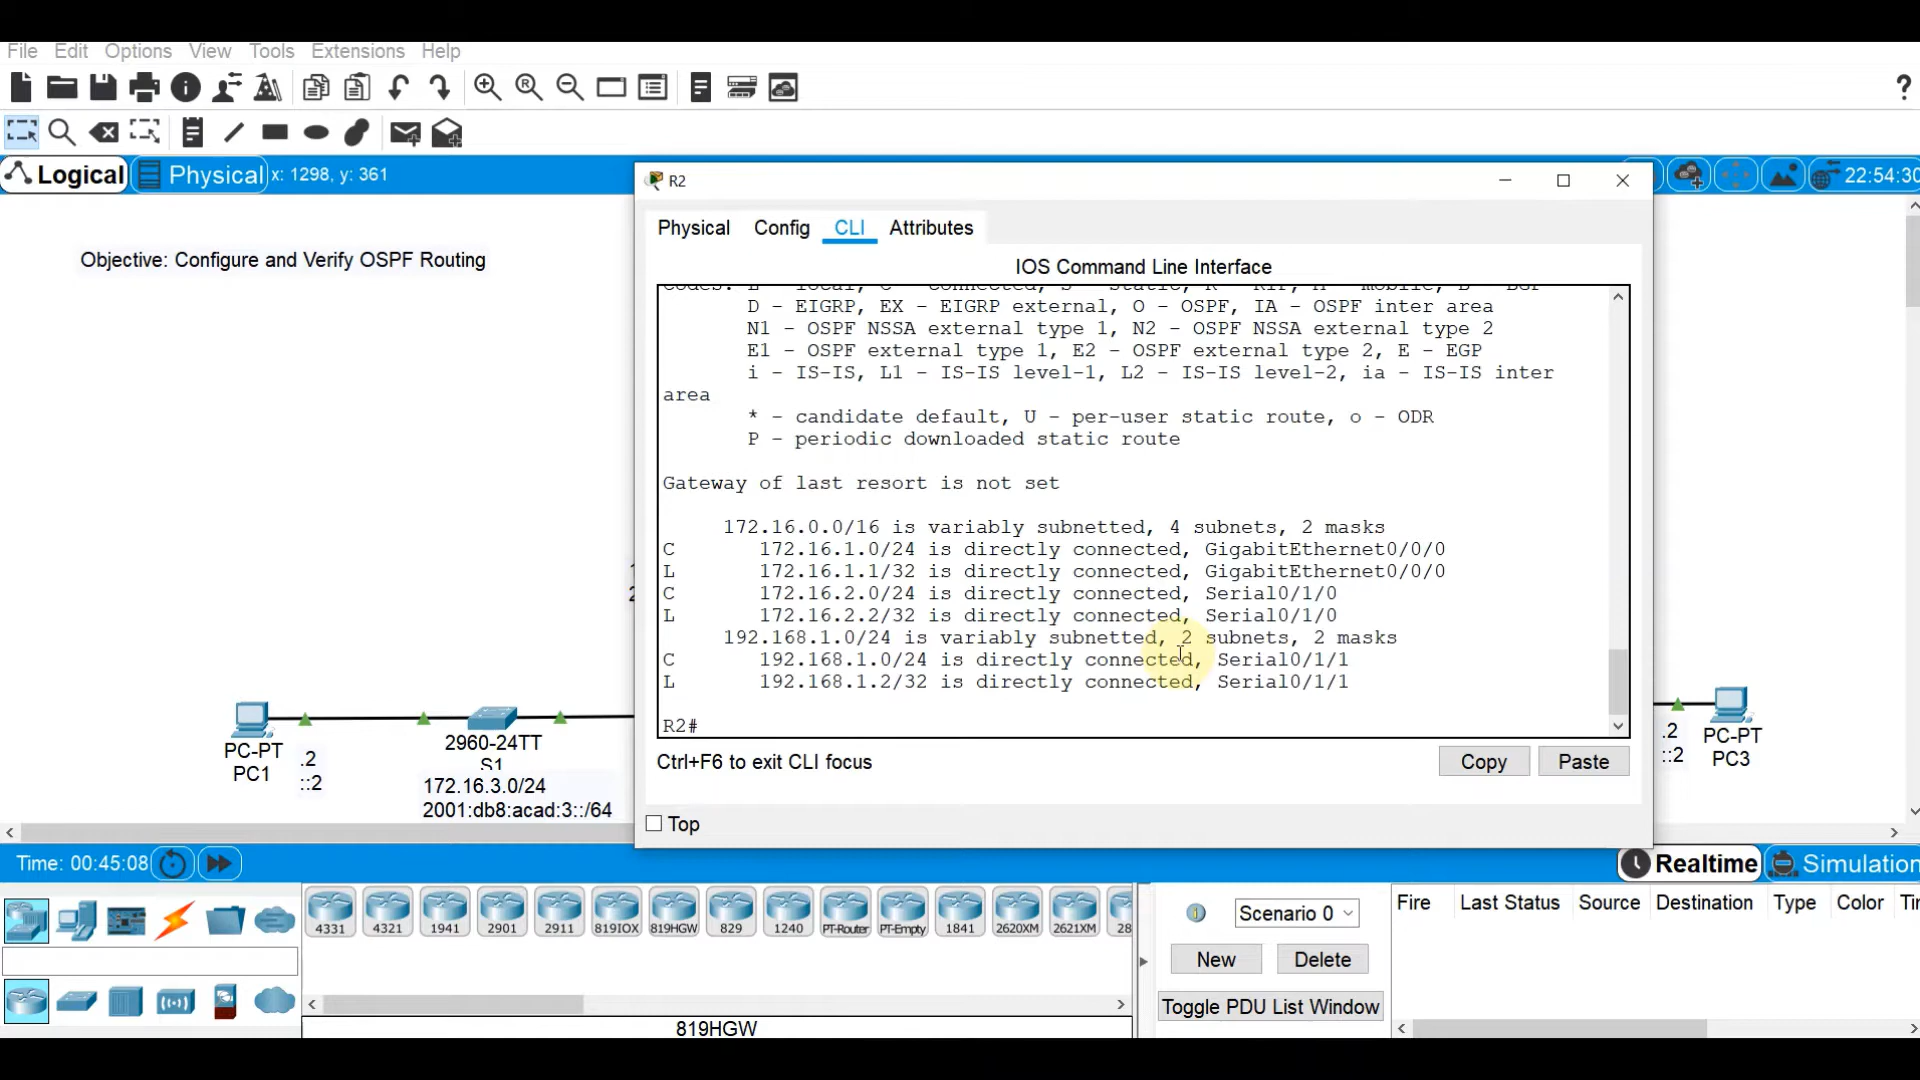 File Edit Options View Tools Extensions Help
?
Logical Physical x: 1298, y: 361
22:54:30
Objective: Configure and Verify OSPF Routing
R2
Physical Config CLI Attributes
IOS Command Line Interface
Codes: L - local, C - connected, S - static, R - RIP, M - mobile, B - BGP
D - EIGRP, EX - EIGRP external, O - OSPF, IA - OSPF inter area
N1 - OSPF NSSA external type 1, N2 - OSPF NSSA external type 2
E1 - OSPF external type 1, E2 - OSPF external type 2, E - EGP
i - IS-IS, L1 - IS-IS level-1, L2 - IS-IS level-2, ia - IS-IS inter
area
* - candidate default, U - per-user static route, o - ODR
P - periodic downloaded static route
Gateway of last resort is not set
172.16.0.0/16 is variably subnetted, 4 subnets, 2 masks
C 172.16.1.0/24 is directly connected, GigabitEthernet0/0/0
L 172.16.1.1/32 is directly connected, GigabitEthernet0/0/0
C 172.16.2.0/24 is directly connected, Serial0/1/0
L 172.16.2.2/32 is directly connected, Serial0/1/0
192.168.1.0/24 is variably subnetted, 2 subnets, 2 masks
C 192.168.1.0/24 is directly connected, Serial0/1/1
L 192.168.1.2/32 is directly connected, Serial0/1/1
R2#
Ctrl+F6 to exit CLI focus
Copy Paste
Top
PC-PT
PC1
.2
::2
2960-24TT
S1
172.16.3.0/24
2001:db8:acad:3::/64
.2
::2
PC-PT
PC3
Time: 00:45:08
Realtime Simulation
4331 4321 1941 2901 2911 819IOX 819HGW 829 1240 PT-Router PT-Empty 1841 2620XM 2621XM 28
819HGW
Scenario 0
New Delete
Toggle PDU List Window
Fire Last Status Source Destination Type Color